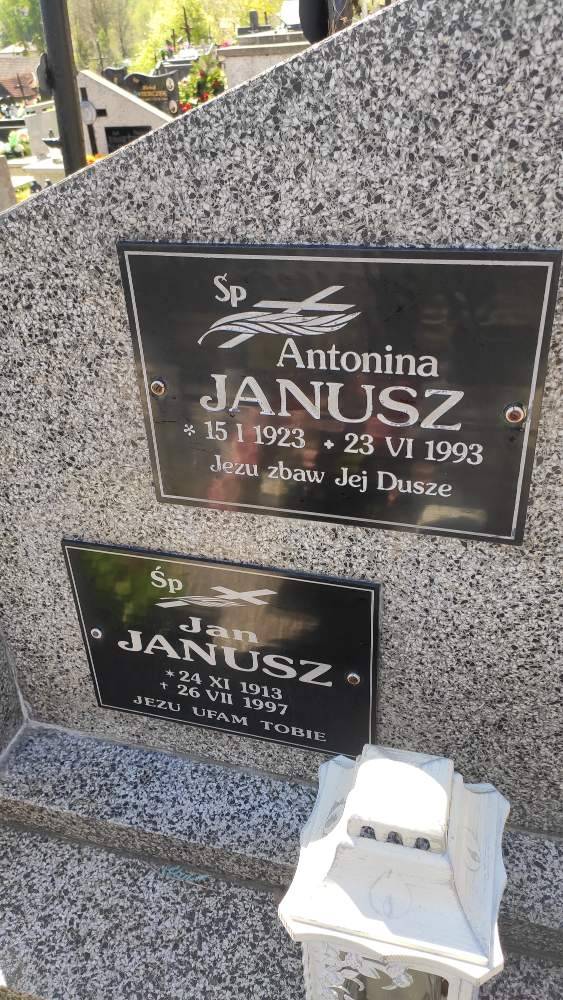 Śp
Antonina
JANUSZ
* 15 I 1923 + 23 VI 1993
Jezu zbaw Jej Dusze
Śp
Jan
JANUSZ
* 24 XI 1913
+ 26 VII 1997
JEZU UFAM TOBIE